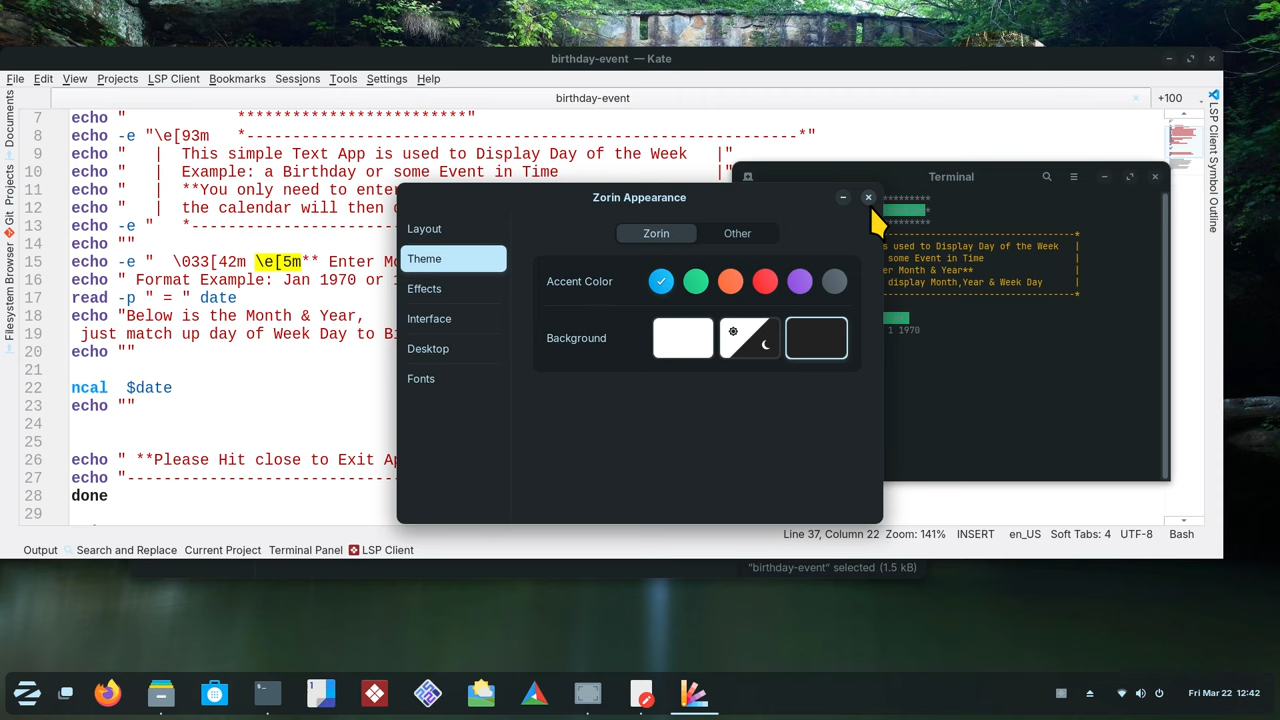 birthday-event — Kate
File Edit View Projects LSP Client Bookmarks Sessions Tools Settings Help
birthday-event
+100
Documents
Projects
Git
Filesystem Browser
LSP Client Symbol Outline
7 echo " *************************"
8 echo -e "\e[93m *-------------------------------------------------------------*"
9 echo " | This simple Text App is used to Display Day of the Week |"
10 echo " | Example: a Birthday or some Event in Time |"
11 echo " | **You only need to enter
12 echo " | the calendar will then d
13 echo -e " *-----------------------
14 echo ""
15 echo -e " \033[42m \e[5m** Enter Mo
16 echo " Format Example: Jan 1970 or 1
17 read -p " = " date
18 echo "Below is the Month & Year,
19 just match up day of Week Day to Bi
20 echo ""
21
22 ncal $date
23 echo ""
24
25
26 echo " **Please Hit close to Exit Ap
27 echo "------------------------------
28 done
29
Line 37, Column 22 Zoom: 141% INSERT en_US Soft Tabs: 4 UTF-8 Bash
Output Search and Replace Current Project Terminal Panel LSP Client
Terminal
*********
*
*********
-------------------------------------*
s used to Display Day of the Week |
some Event in Time |
er Month & Year** |
display Month,Year & Week Day |
-------------------------------------*
1 1970
Zorin Appearance
Layout
Theme
Effects
Interface
Desktop
Fonts
Zorin Other
Accent Color
Background
"birthday-event" selected (1.5 kB)
Fri Mar 22 12:42